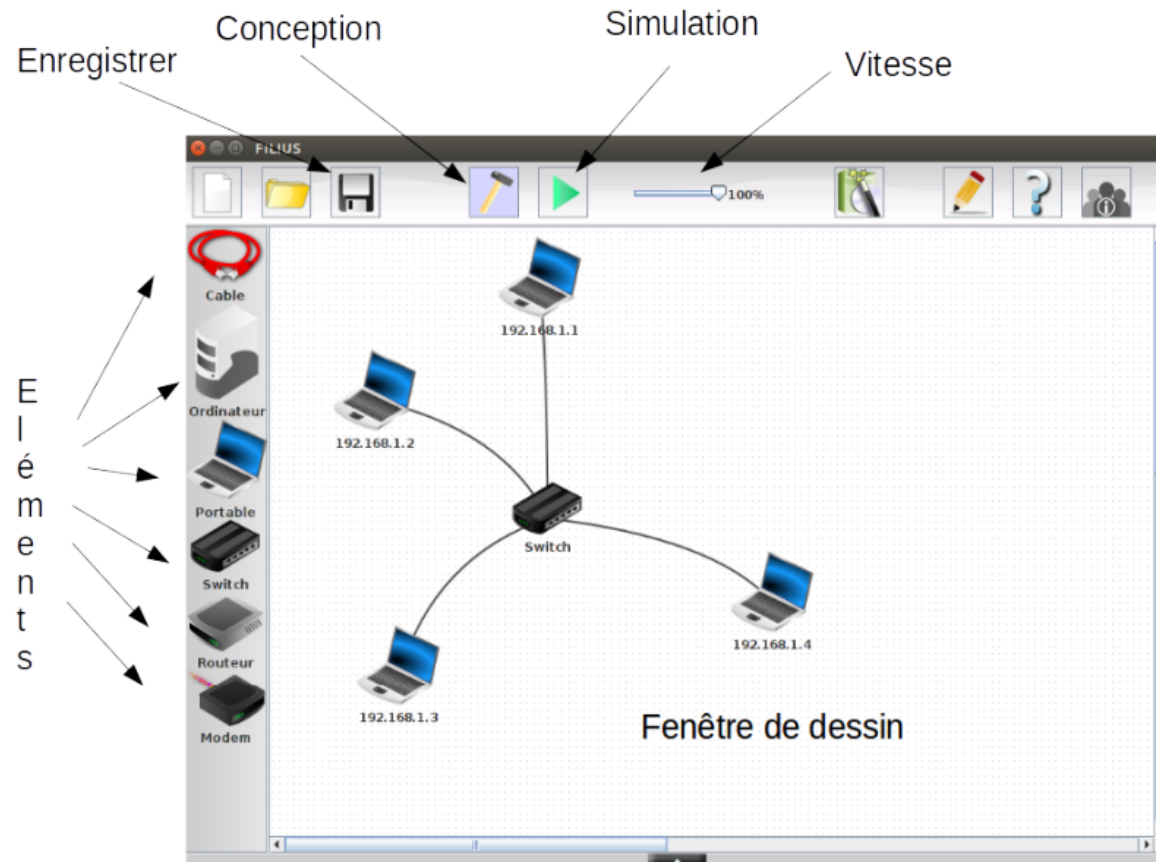 Conception
Simulation
Enregistrer
Vitesse
FILIUS
100%
Cable
192.168.1.1
Ordinateur
192.168.1.2
Eléments
Portable
Switch
Switch
192.168.1.4
Routeur
192.168.1.3
Fenêtre de dessin
Modem